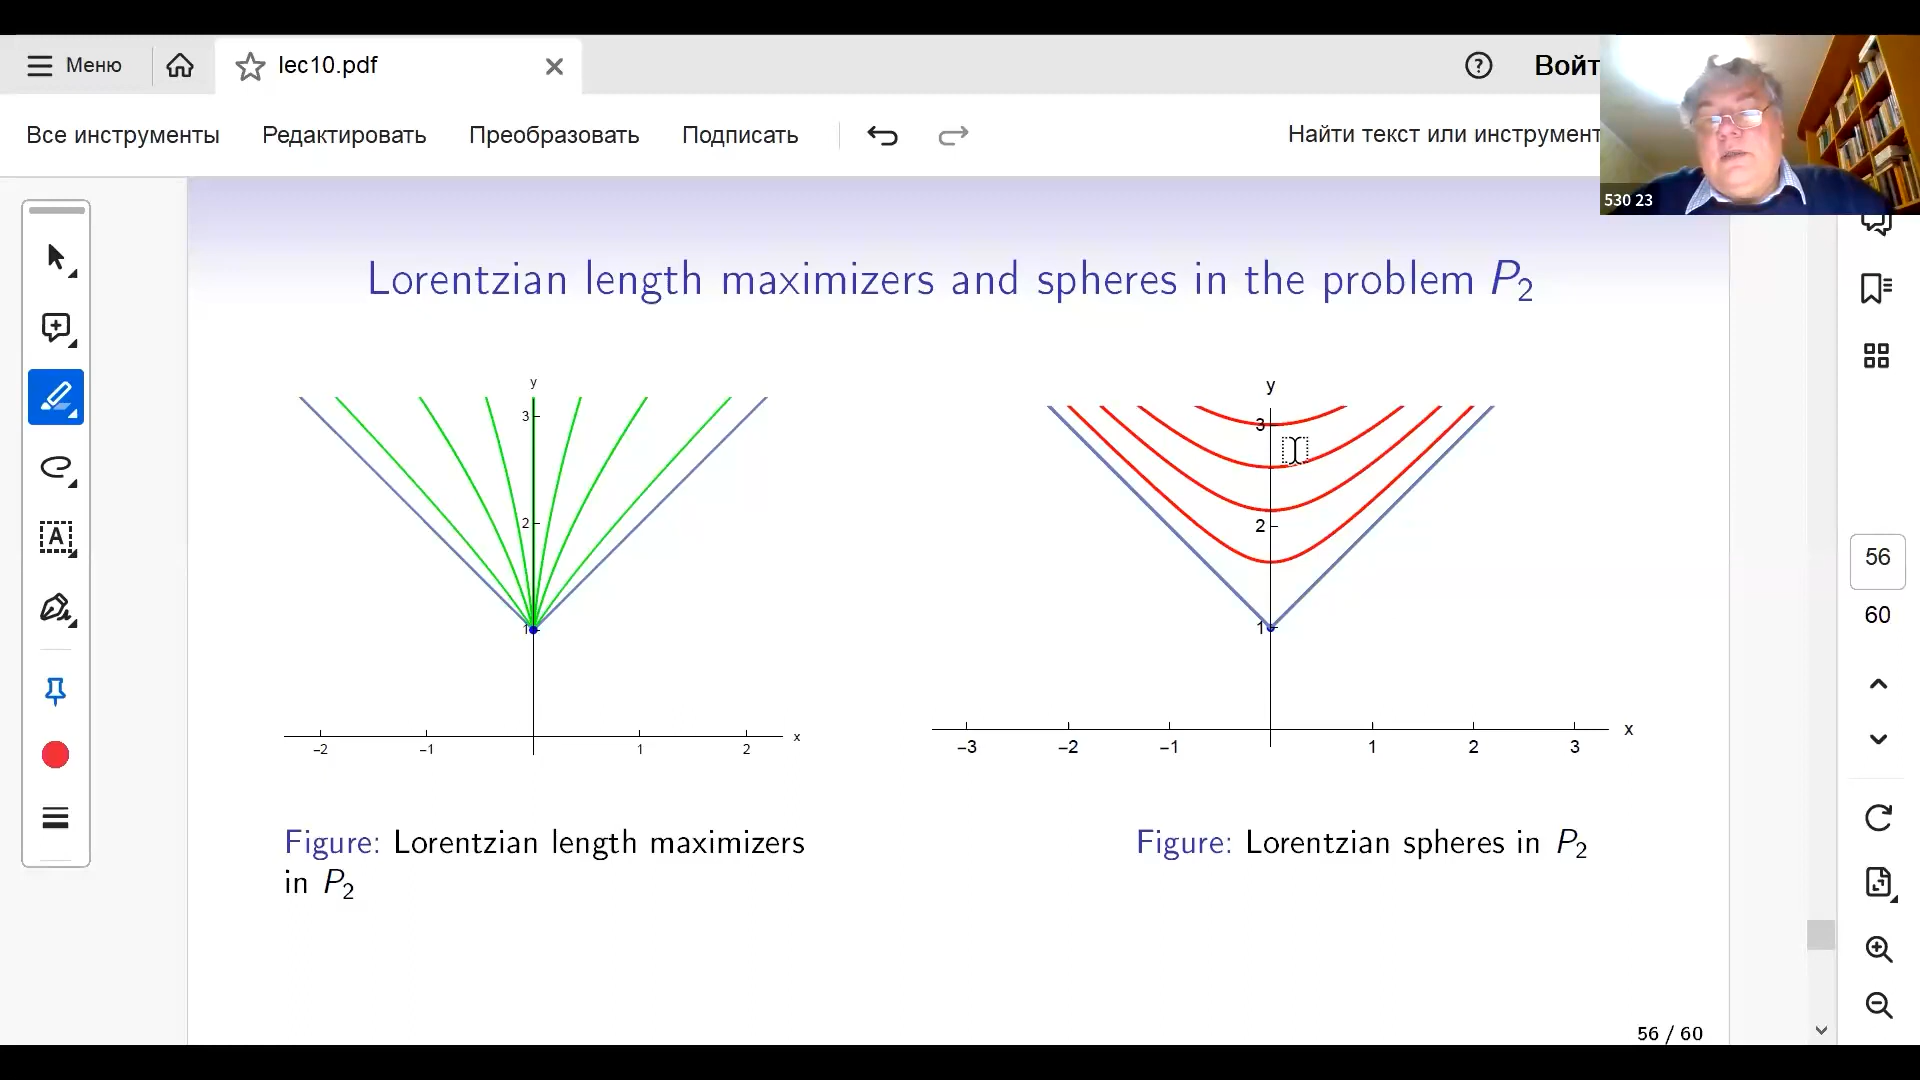 Меню
lec10.pdf
Войт
Все инструменты
Редактировать
Преобразовать
Подписать
Найти текст или инструмент
530 23
Lorentzian length maximizers and spheres in the problem P₂
y
3
2
1
−2
−1
1
2
x
y
3
2
1
−3
−2
−1
1
2
3
x
Figure: Lorentzian length maximizers
in P₂
Figure: Lorentzian spheres in P₂
56 / 60
A
56
60